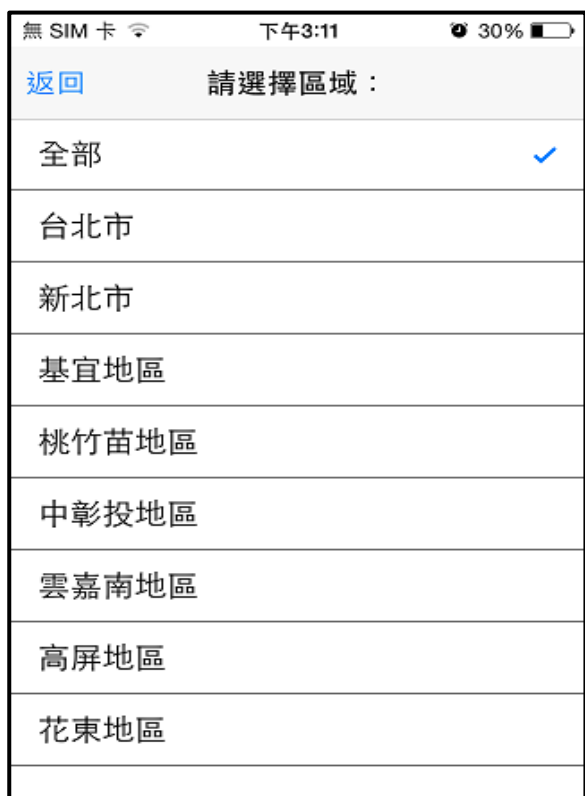 無 SIM 卡 下午3:11 30%
返回 請選擇區域：
全部
台北市
新北市
基宜地區
桃竹苗地區
中彰投地區
雲嘉南地區
高屏地區
花東地區